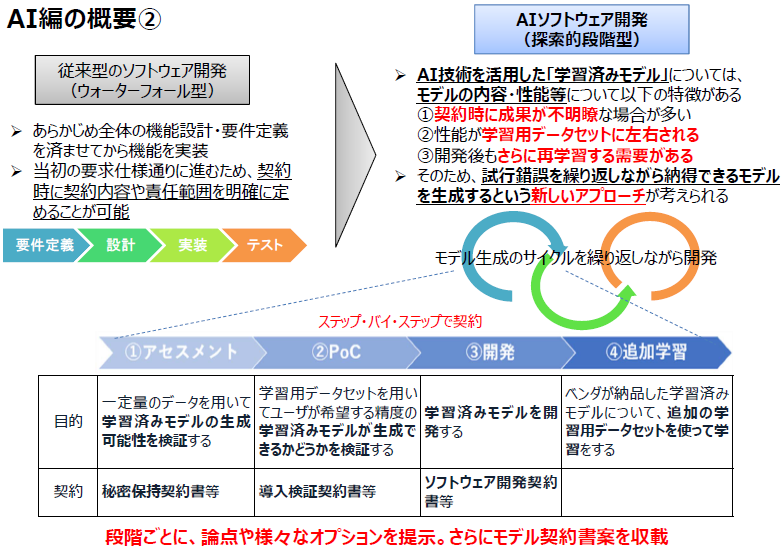 AI編の概要②
従来型のソフトウェア開発
（ウォーターフォール型）
➢ あらかじめ全体の機能設計・要件定義
を済ませてから機能を実装
➢ 当初の要求仕様通りに進むため、契約
時に契約内容や責任範囲を明確に定
めることが可能
要件定義 設計 実装 テスト
AIソフトウェア開発
（探索的段階型）
➢ AI技術を活用した「学習済みモデル」については、
モデルの内容・性能等について以下の特徴がある
①契約時に成果が不明瞭な場合が多い
②性能が学習用データセットに左右される
③開発後もさらに再学習する需要がある
➢ そのため、試行錯誤を繰り返しながら納得できるモデル
を生成するという新しいアプローチが考えられる
モデル生成のサイクルを繰り返しながら開発
ステップ・バイ・ステップで契約
①アセスメント ②PoC ③開発 ④追加学習
目的
一定量のデータを用いて
学習済みモデルの生成
可能性を検証する
学習用データセットを用い
てユーザが希望する精度の
学習済みモデルが生成で
きるかどうかを検証する
学習済みモデルを開
発する
ベンダが納品した学習済み
モデルについて、追加の学
習用データセットを使って学
習をする
契約
秘密保持契約書等
導入検証契約書等
ソフトウェア開発契約
書等
段階ごとに、論点や様々なオプションを提示。さらにモデル契約書案を収載